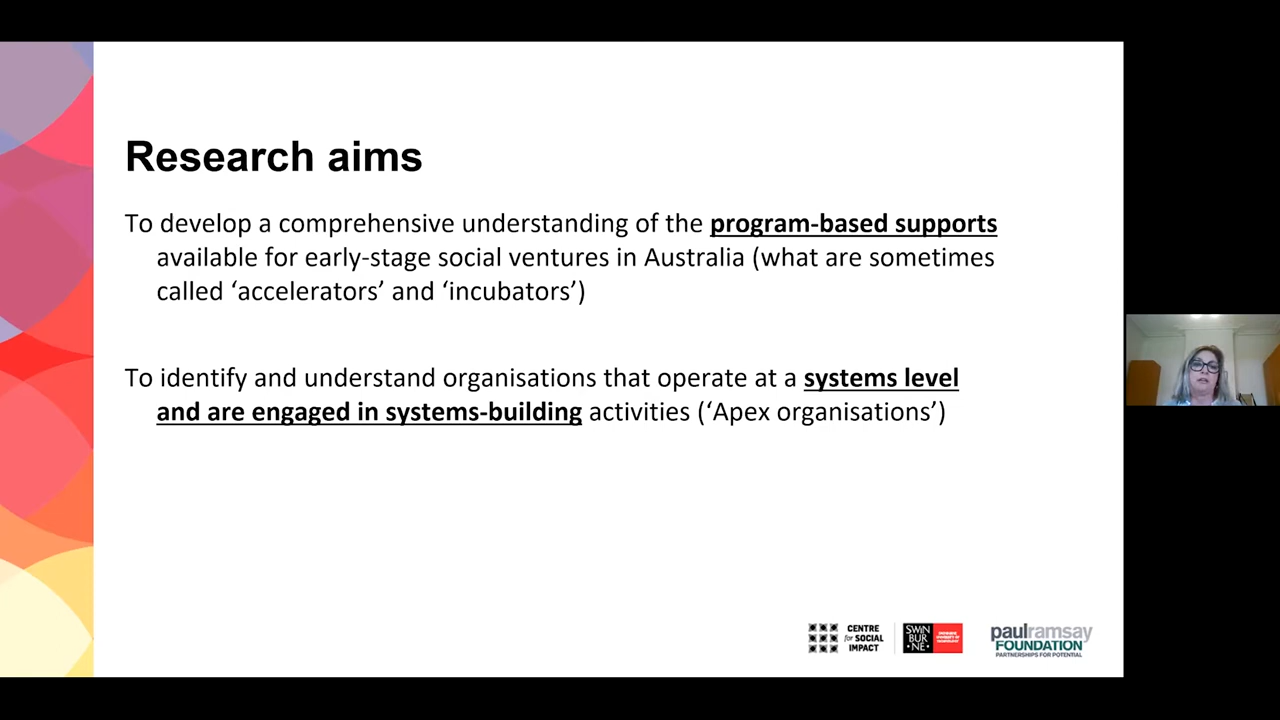 Research aims
To develop a comprehensive understanding of the program-based supports
available for early-stage social ventures in Australia (what are sometimes
called ‘accelerators’ and ‘incubators’)
To identify and understand organisations that operate at a systems level
and are engaged in systems-building activities (‘Apex organisations’)
CENTRE
for SOCIAL
IMPACT
SWIN
BUR
•NE•
paulramsay
FOUNDATION
PARTNERSHIPS FOR POTENTIAL